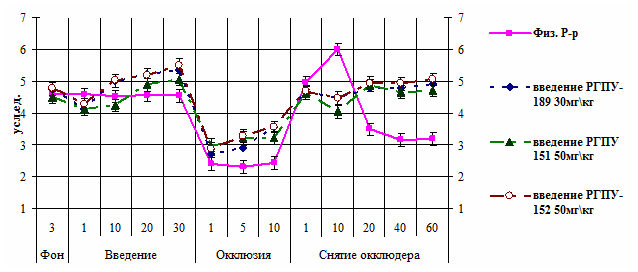 7 7
6 6
5 5
4 4
3 3
2 2
1 1
усл.ед.
3 1 10 20 30 1 5 10 1 10 20 40 60
Фон Введение Окклюзия Снятие окклюдера
Физ. Р-р
введение РГПУ-
189 30мг\кг
введение РГПУ
151 50мг\кг
введение РГПУ-
152 50мг\кг